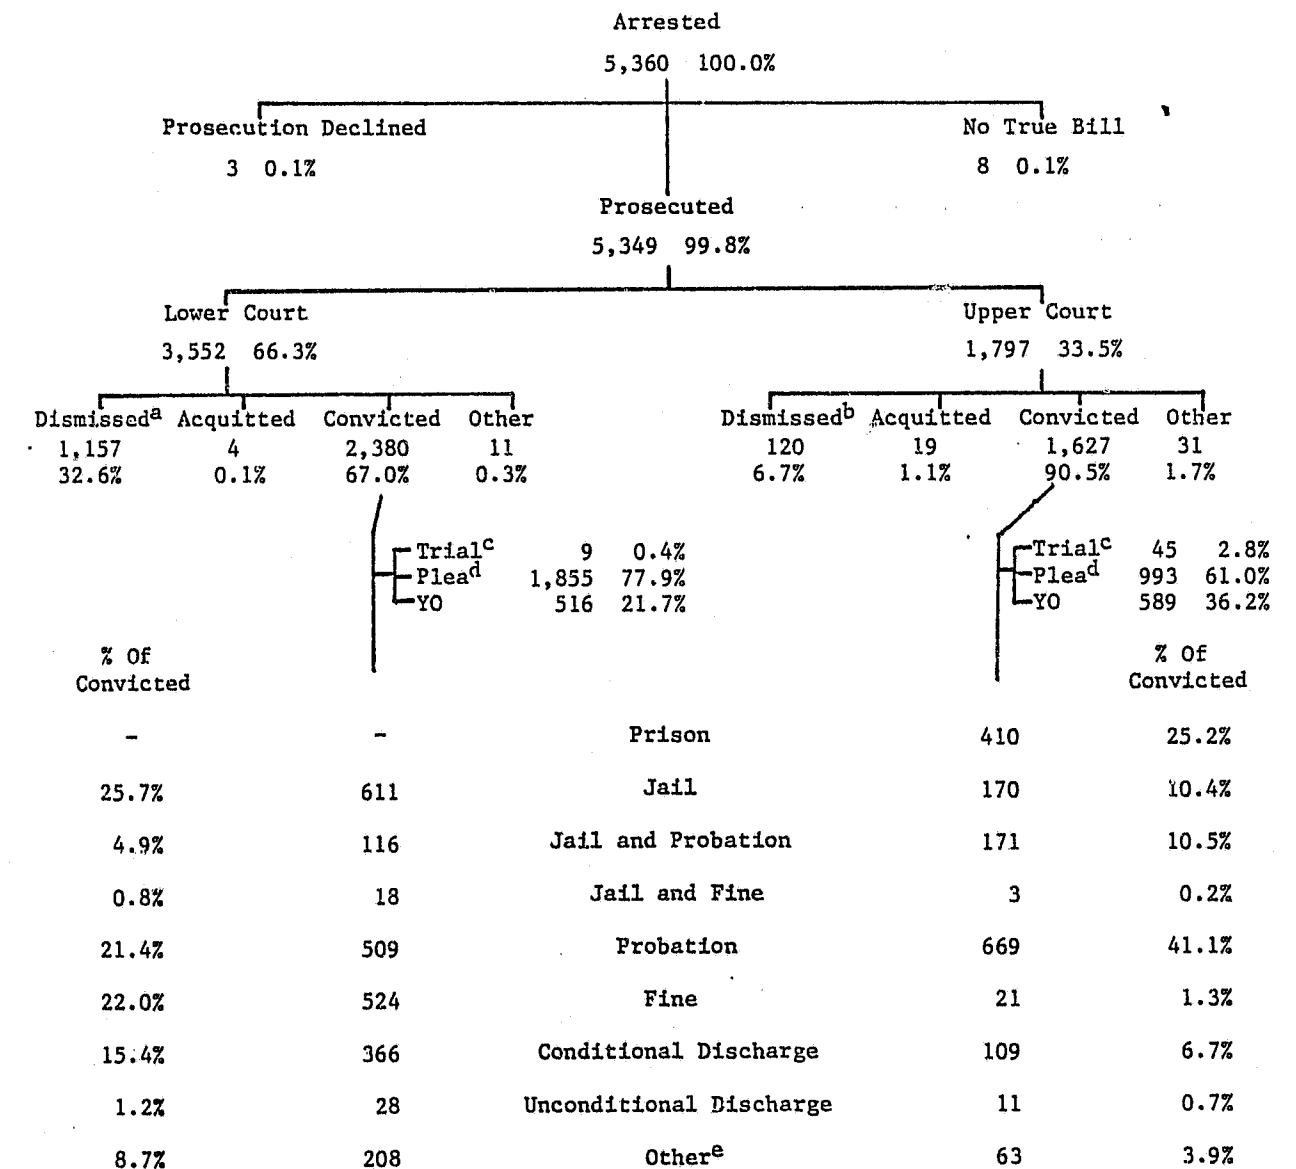 Arrested
5,360 100.0%
Prosecution Declined No True Bill
3 0.1% 8 0.1%
Prosecuted
5,349 99.8%
Lower Court Upper Court
3,552 66.3% 1,797 33.5%
Dismissedᵃ Acquitted Convicted Other Dismissedᵇ Acquitted Convicted Other
1,157 4 2,380 11 120 19 1,627 31
32.6% 0.1% 67.0% 0.3% 6.7% 1.1% 90.5% 1.7%
Trialᶜ 9 0.4% Trialᶜ 45 2.8%
Pleaᵈ 1,855 77.9% Pleaᵈ 993 61.0%
YO 516 21.7% YO 589 36.2%
% Of % Of
Convicted Convicted
– – Prison 410 25.2%
25.7% 611 Jail 170 10.4%
4.9% 116 Jail and Probation 171 10.5%
0.8% 18 Jail and Fine 3 0.2%
21.4% 509 Probation 669 41.1%
22.0% 524 Fine 21 1.3%
15.4% 366 Conditional Discharge 109 6.7%
1.2% 28 Unconditional Discharge 11 0.7%
8.7% 208 Otherᵉ 63 3.9%